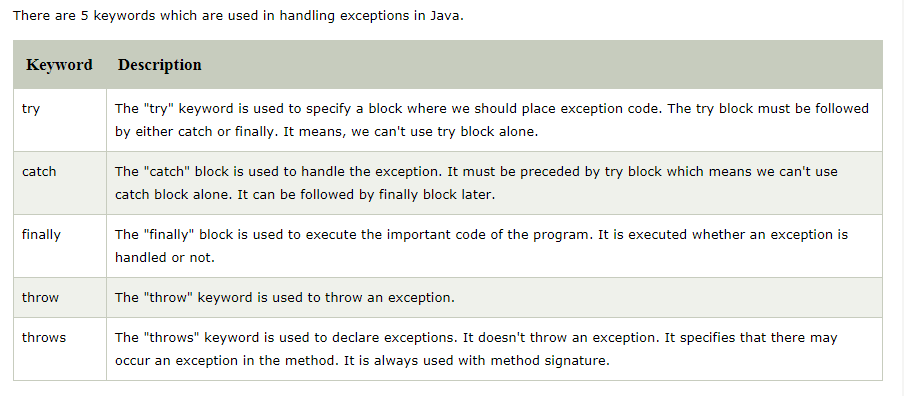 There are 5 keywords which are used in handling exceptions in Java.
Keyword Description
try The "try" keyword is used to specify a block where we should place exception code. The try block must be followed
by either catch or finally. It means, we can't use try block alone.
catch The "catch" block is used to handle the exception. It must be preceded by try block which means we can't use
catch block alone. It can be followed by finally block later.
finally The "finally" block is used to execute the important code of the program. It is executed whether an exception is
handled or not.
throw The "throw" keyword is used to throw an exception.
throws The "throws" keyword is used to declare exceptions. It doesn't throw an exception. It specifies that there may
occur an exception in the method. It is always used with method signature.